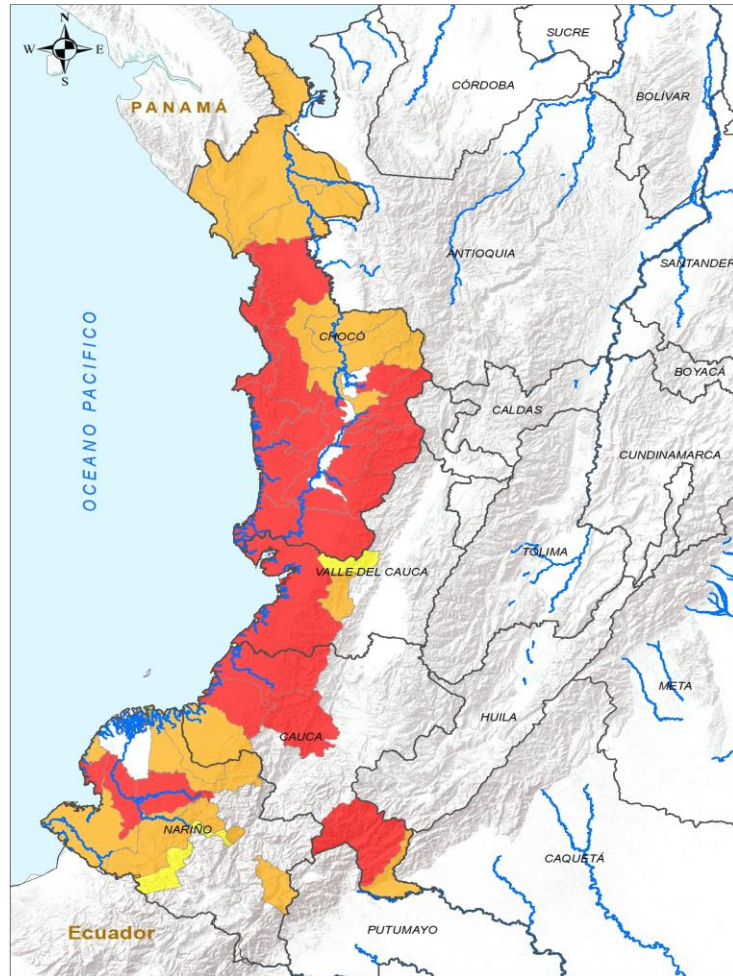 N
W E
S
SUCRE
CÓRDOBA
PANAMÁ
BOLÍVAR
ANTIOQUIA
SANTANDER
OCEANO PACIFICO
CHOCÓ
BOYACÁ
CALDAS
CUNDINAMARCA
TOLIMA
VALLE DEL CAUCA
META
HUILA
CAUCA
NARIÑO
CAQUETÁ
Ecuador
PUTUMAYO